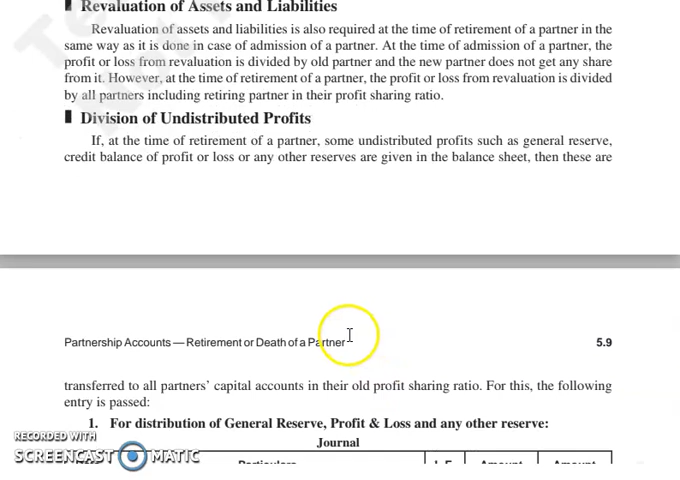 Revaluation of Assets and Liabilities
Revaluation of assets and liabilities is also required at the time of retirement of a partner in the
same way as it is done in case of admission of a partner. At the time of admission of a partner, the
profit or loss from revaluation is divided by old partner and the new partner does not get any share
from it. However, at the time of retirement of a partner, the profit or loss from revaluation is divided
by all partners including retiring partner in their profit sharing ratio.
Division of Undistributed Profits
If, at the time of retirement of a partner, some undistributed profits such as general reserve,
credit balance of profit or loss or any other reserves are given in the balance sheet, then these are
Partnership Accounts — Retirement or Death of a Partner 5.9
transferred to all partners' capital accounts in their old profit sharing ratio. For this, the following
entry is passed:
1. For distribution of General Reserve, Profit & Loss and any other reserve:
Journal
Particulars L.F. Amount Amount
RECORDED WITH
SCREENCAST MATIC